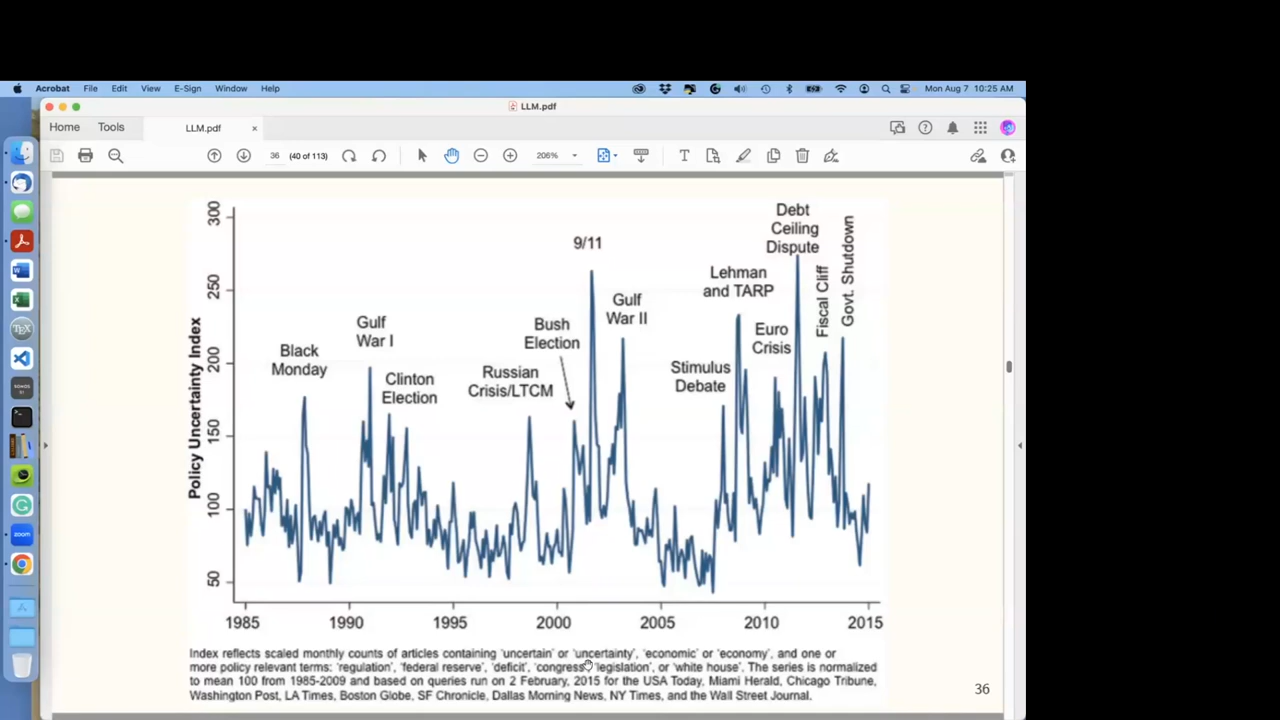 Acrobat File Edit View E-Sign Window Help Mon Aug 7 10:25 AM
LLM.pdf
Home Tools LLM.pdf ×
36 (40 of 113) 206%
300
250
200
150
100
50
Policy Uncertainty Index
Black
Monday
Gulf
War I
Clinton
Election
Russian
Crisis/LTCM
Bush
Election
9/11
Gulf
War II
Stimulus
Debate
Lehman
and TARP
Euro
Crisis
Debt
Ceiling
Dispute
Fiscal Cliff
Govt. Shutdown
1985 1990 1995 2000 2005 2010 2015
Index reflects scaled monthly counts of articles containing 'uncertain' or 'uncertainty', 'economic' or 'economy', and one or
more policy relevant terms: 'regulation', 'federal reserve', 'deficit', 'congress', 'legislation', or 'white house'. The series is normalized
to mean 100 from 1985-2009 and based on queries run on 2 February, 2015 for the USA Today, Miami Herald, Chicago Tribune,
Washington Post, LA Times, Boston Globe, SF Chronicle, Dallas Morning News, NY Times, and the Wall Street Journal.
36
zoom